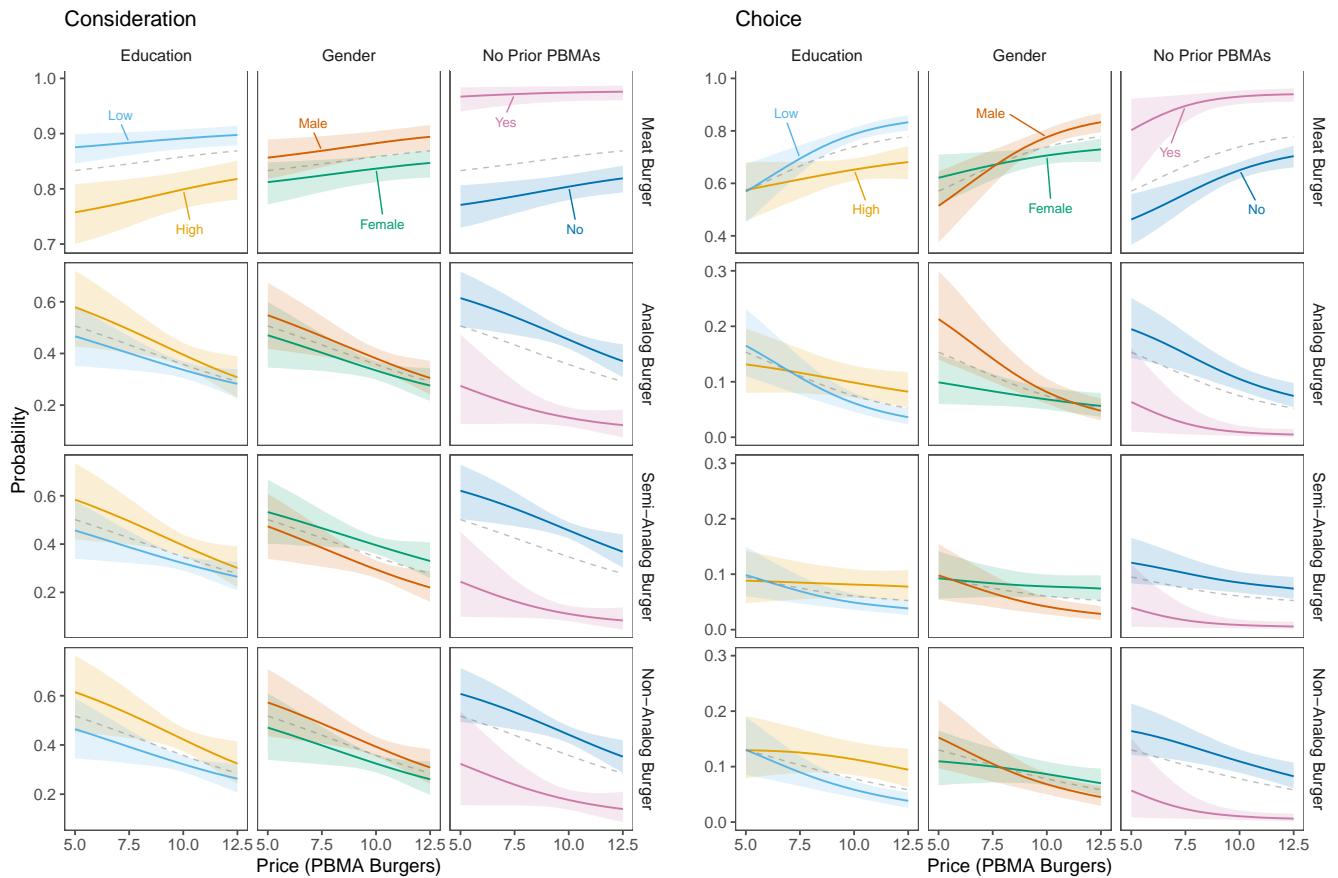 Consideration
Choice
Education
Gender
No Prior PBMAs
Education
Gender
No Prior PBMAs
1.0
0.9
0.8
0.7
Low
High
Male
Female
Yes
No
Meat Burger
0.8
0.6
0.4
Low
High
Male
Female
Yes
No
Meat Burger
Probability
0.6
0.4
0.2
Analog Burger
0.3
0.2
0.1
0.0
Analog Burger
0.6
0.4
0.2
Semi−Analog Burger
0.3
0.2
0.1
0.0
Semi−Analog Burger
0.6
0.4
0.2
Non−Analog Burger
0.3
0.2
0.1
0.0
Non−Analog Burger
5.0 7.5 10.0 12.5
5.0 7.5 10.0 12.5
5.0 7.5 10.0 12.5
5.0 7.5 10.0 12.5
5.0 7.5 10.0 12.5
5.0 7.5 10.0 12.5
Price (PBMA Burgers)
Price (PBMA Burgers)